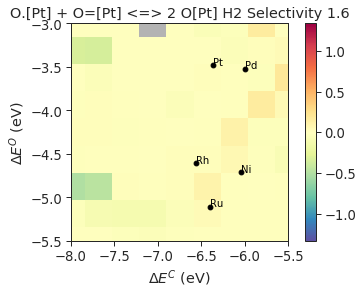 O.[Pt] + O=[Pt] <=> 2 O[Pt] H2 Selectivity 1.6
−3.0
−3.5
−4.0
−4.5
−5.0
−5.5
ΔE^O (eV)
Pt
Pd
Rh
Ni
Ru
−8.0 −7.5 −7.0 −6.5 −6.0 −5.5
ΔE^C (eV)
1.5
1.0
0.5
0.0
−0.5
−1.0